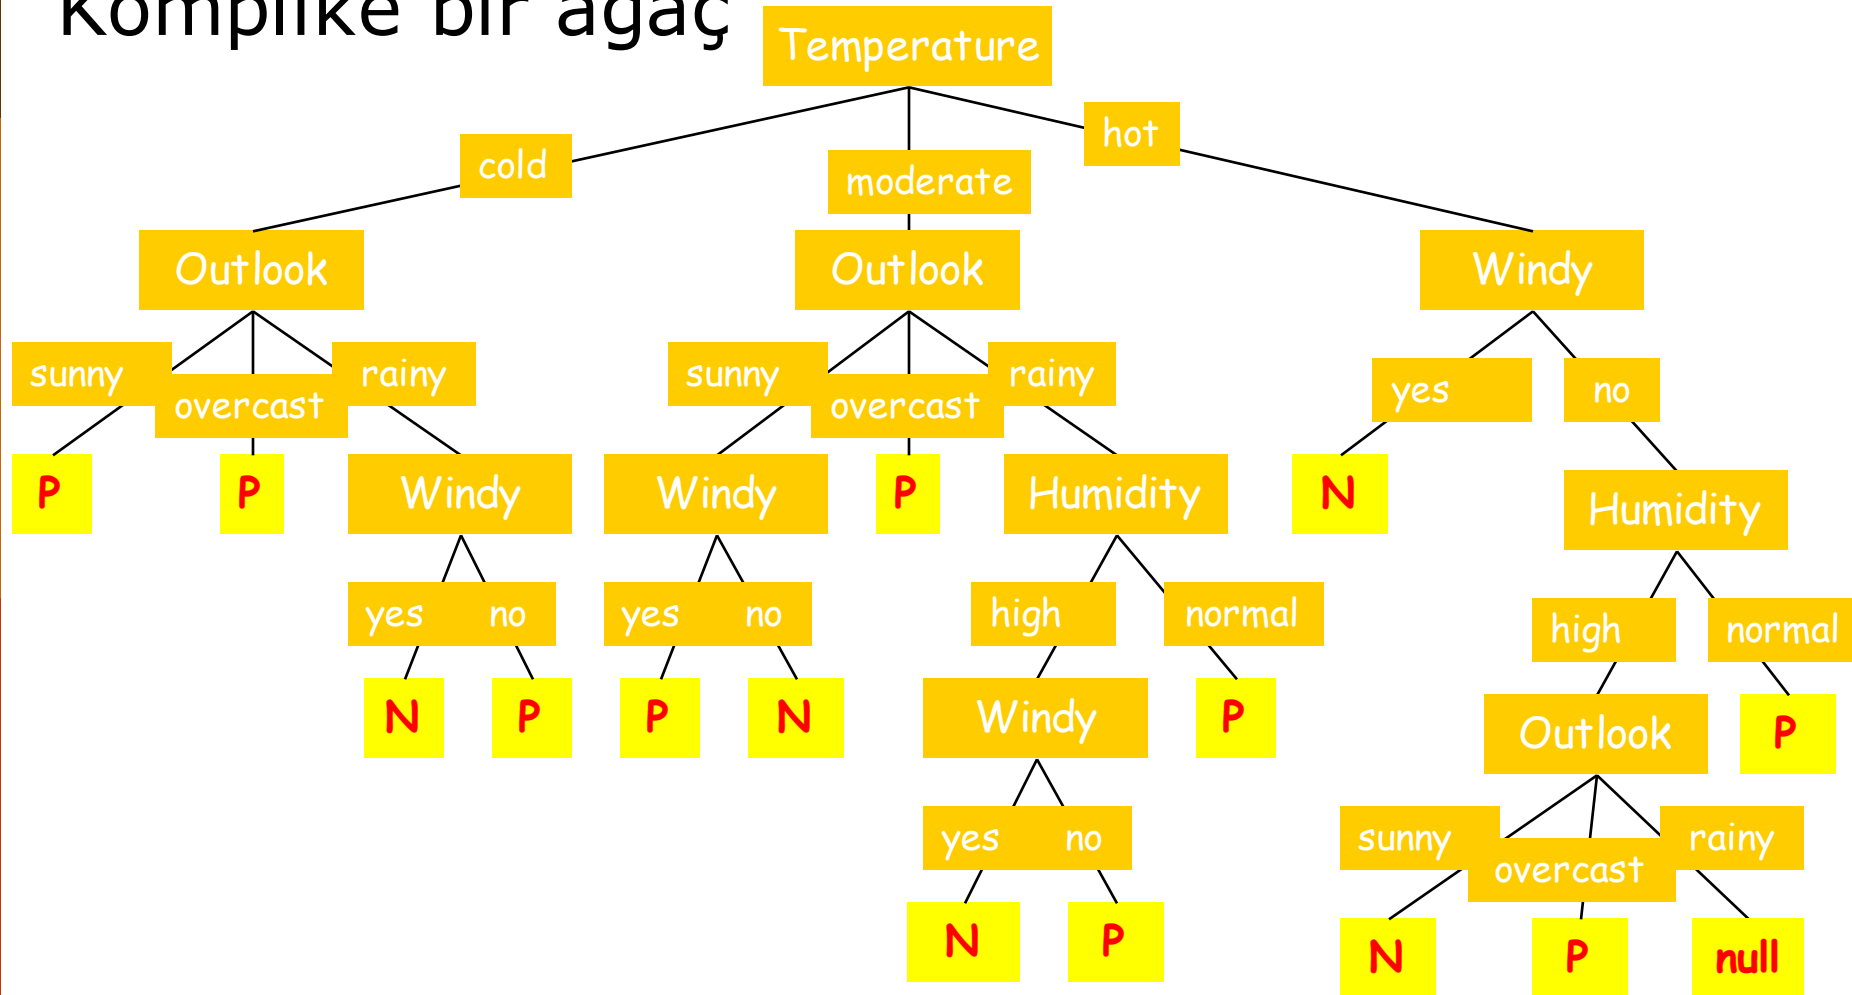 Komplike bir ağaç
Temperature
cold
moderate
hot
Outlook
Outlook
Windy
sunny
overcast
rainy
sunny
overcast
rainy
yes
no
P
P
Windy
Windy
P
Humidity
N
Humidity
yes no
yes no
high
normal
high
normal
N
P
P
N
Windy
P
Outlook
P
yes no
sunny
overcast
rainy
N
P
N
P
null